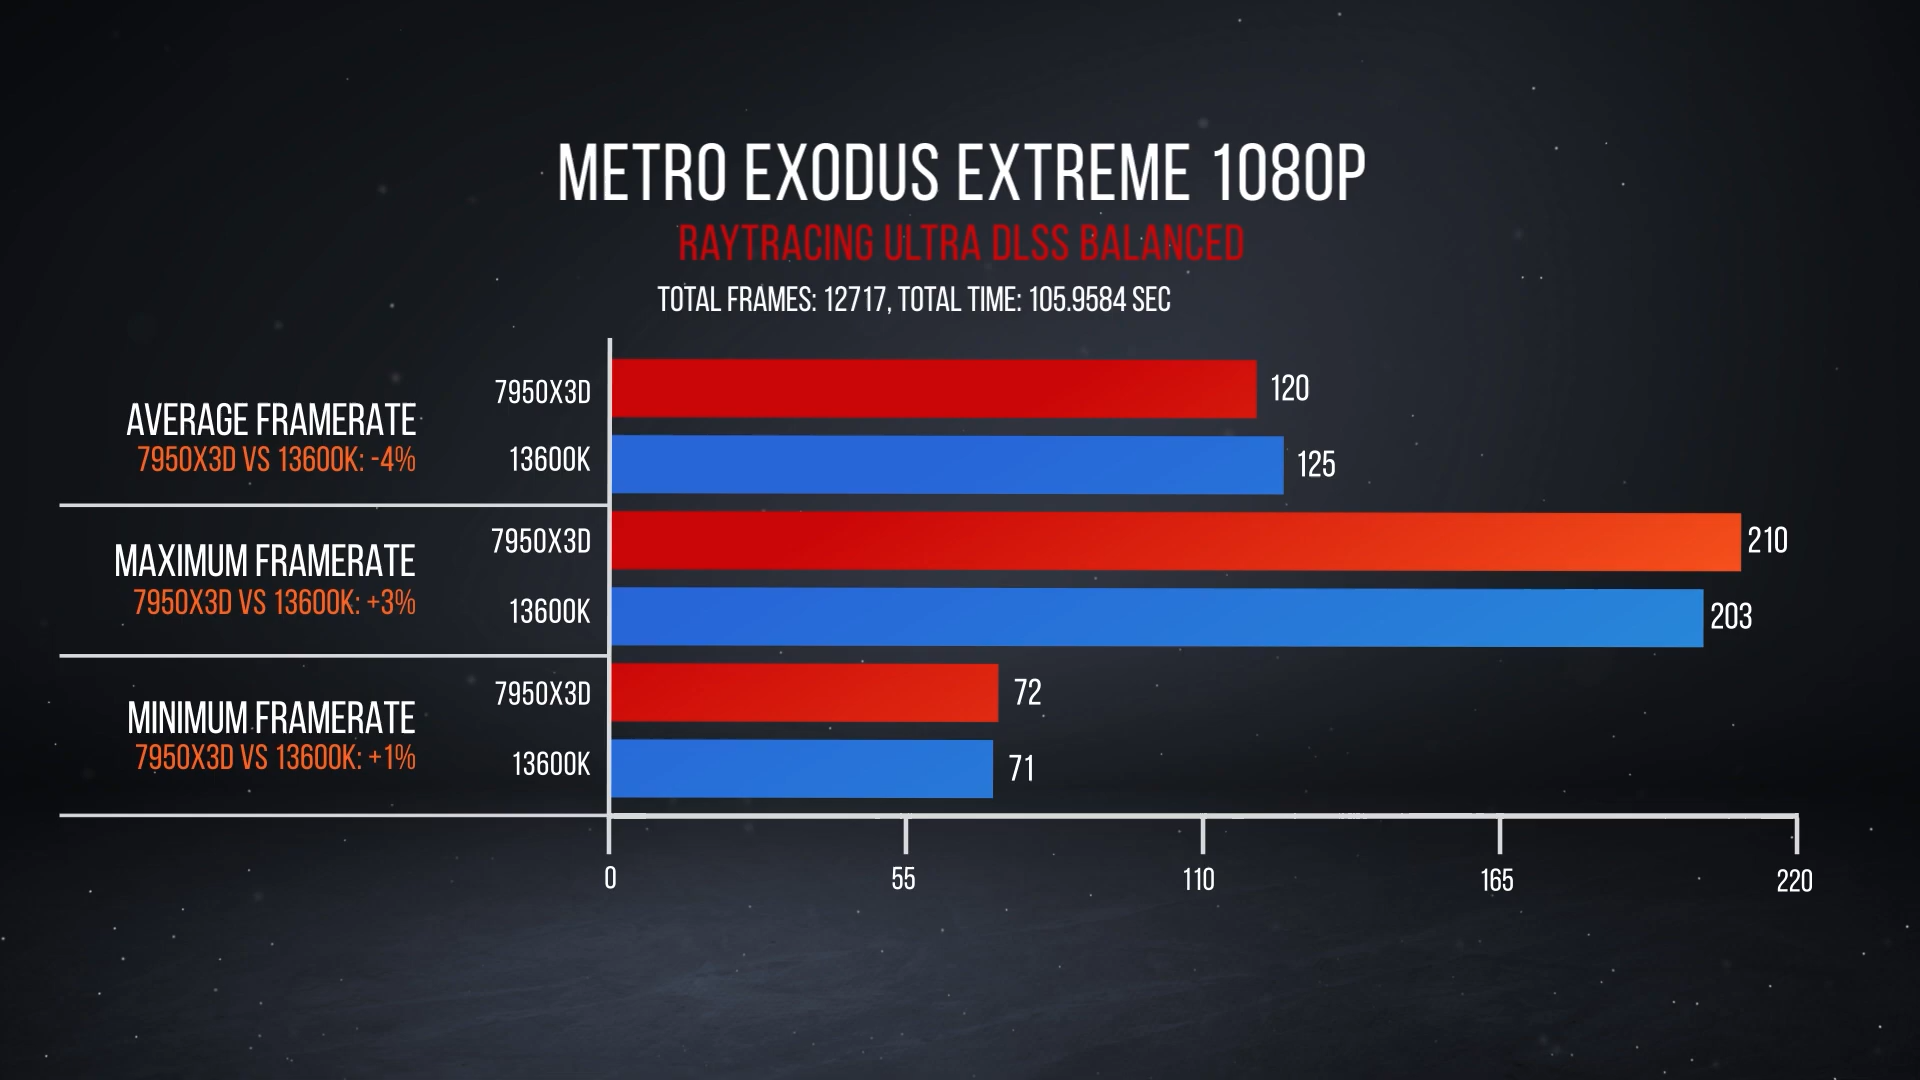 METRO EXODUS EXTREME 1080P
RAYTRACING ULTRA DLSS BALANCED
TOTAL FRAMES: 12717, TOTAL TIME: 105.9584 SEC
AVERAGE FRAMERATE
7950X3D VS 13600K: -4%
7950X3D
120
13600K
125
MAXIMUM FRAMERATE
7950X3D VS 13600K: +3%
7950X3D
210
13600K
203
MINIMUM FRAMERATE
7950X3D VS 13600K: +1%
7950X3D
72
13600K
71
0
55
110
165
220